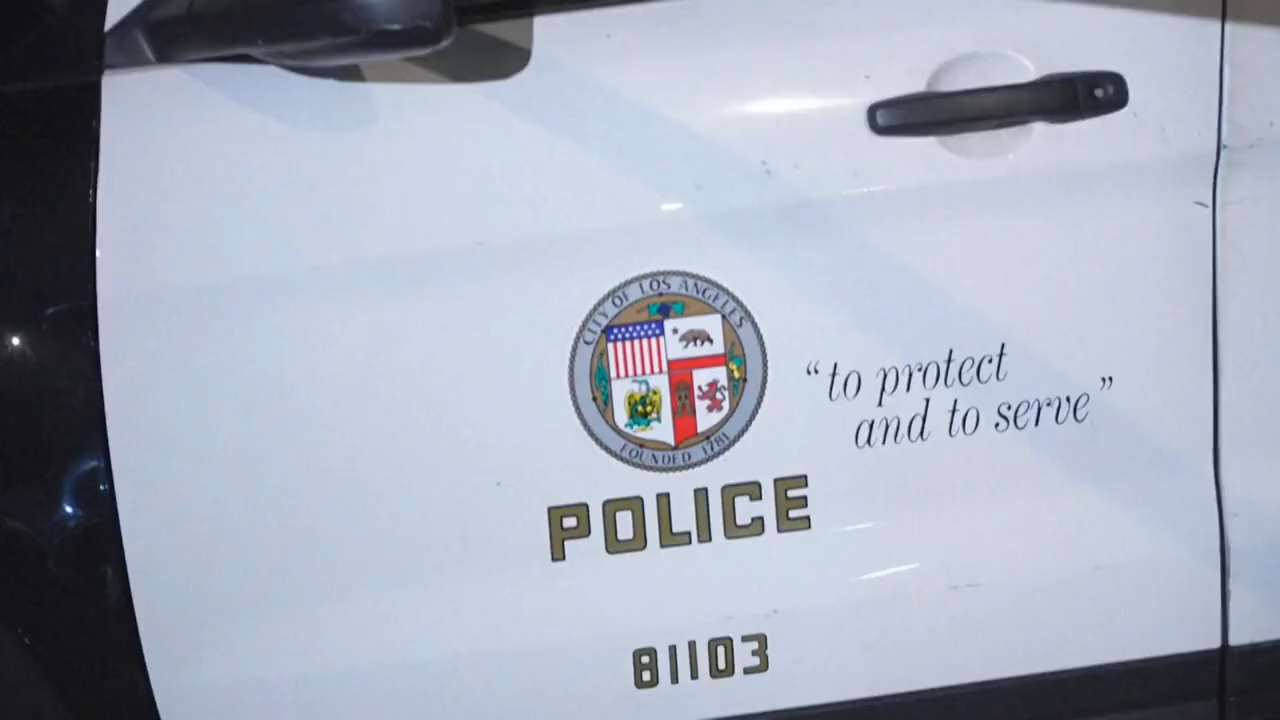 CITY OF LOS ANGELES
FOUNDED 1781
“to protect
and to serve”
POLICE
81103